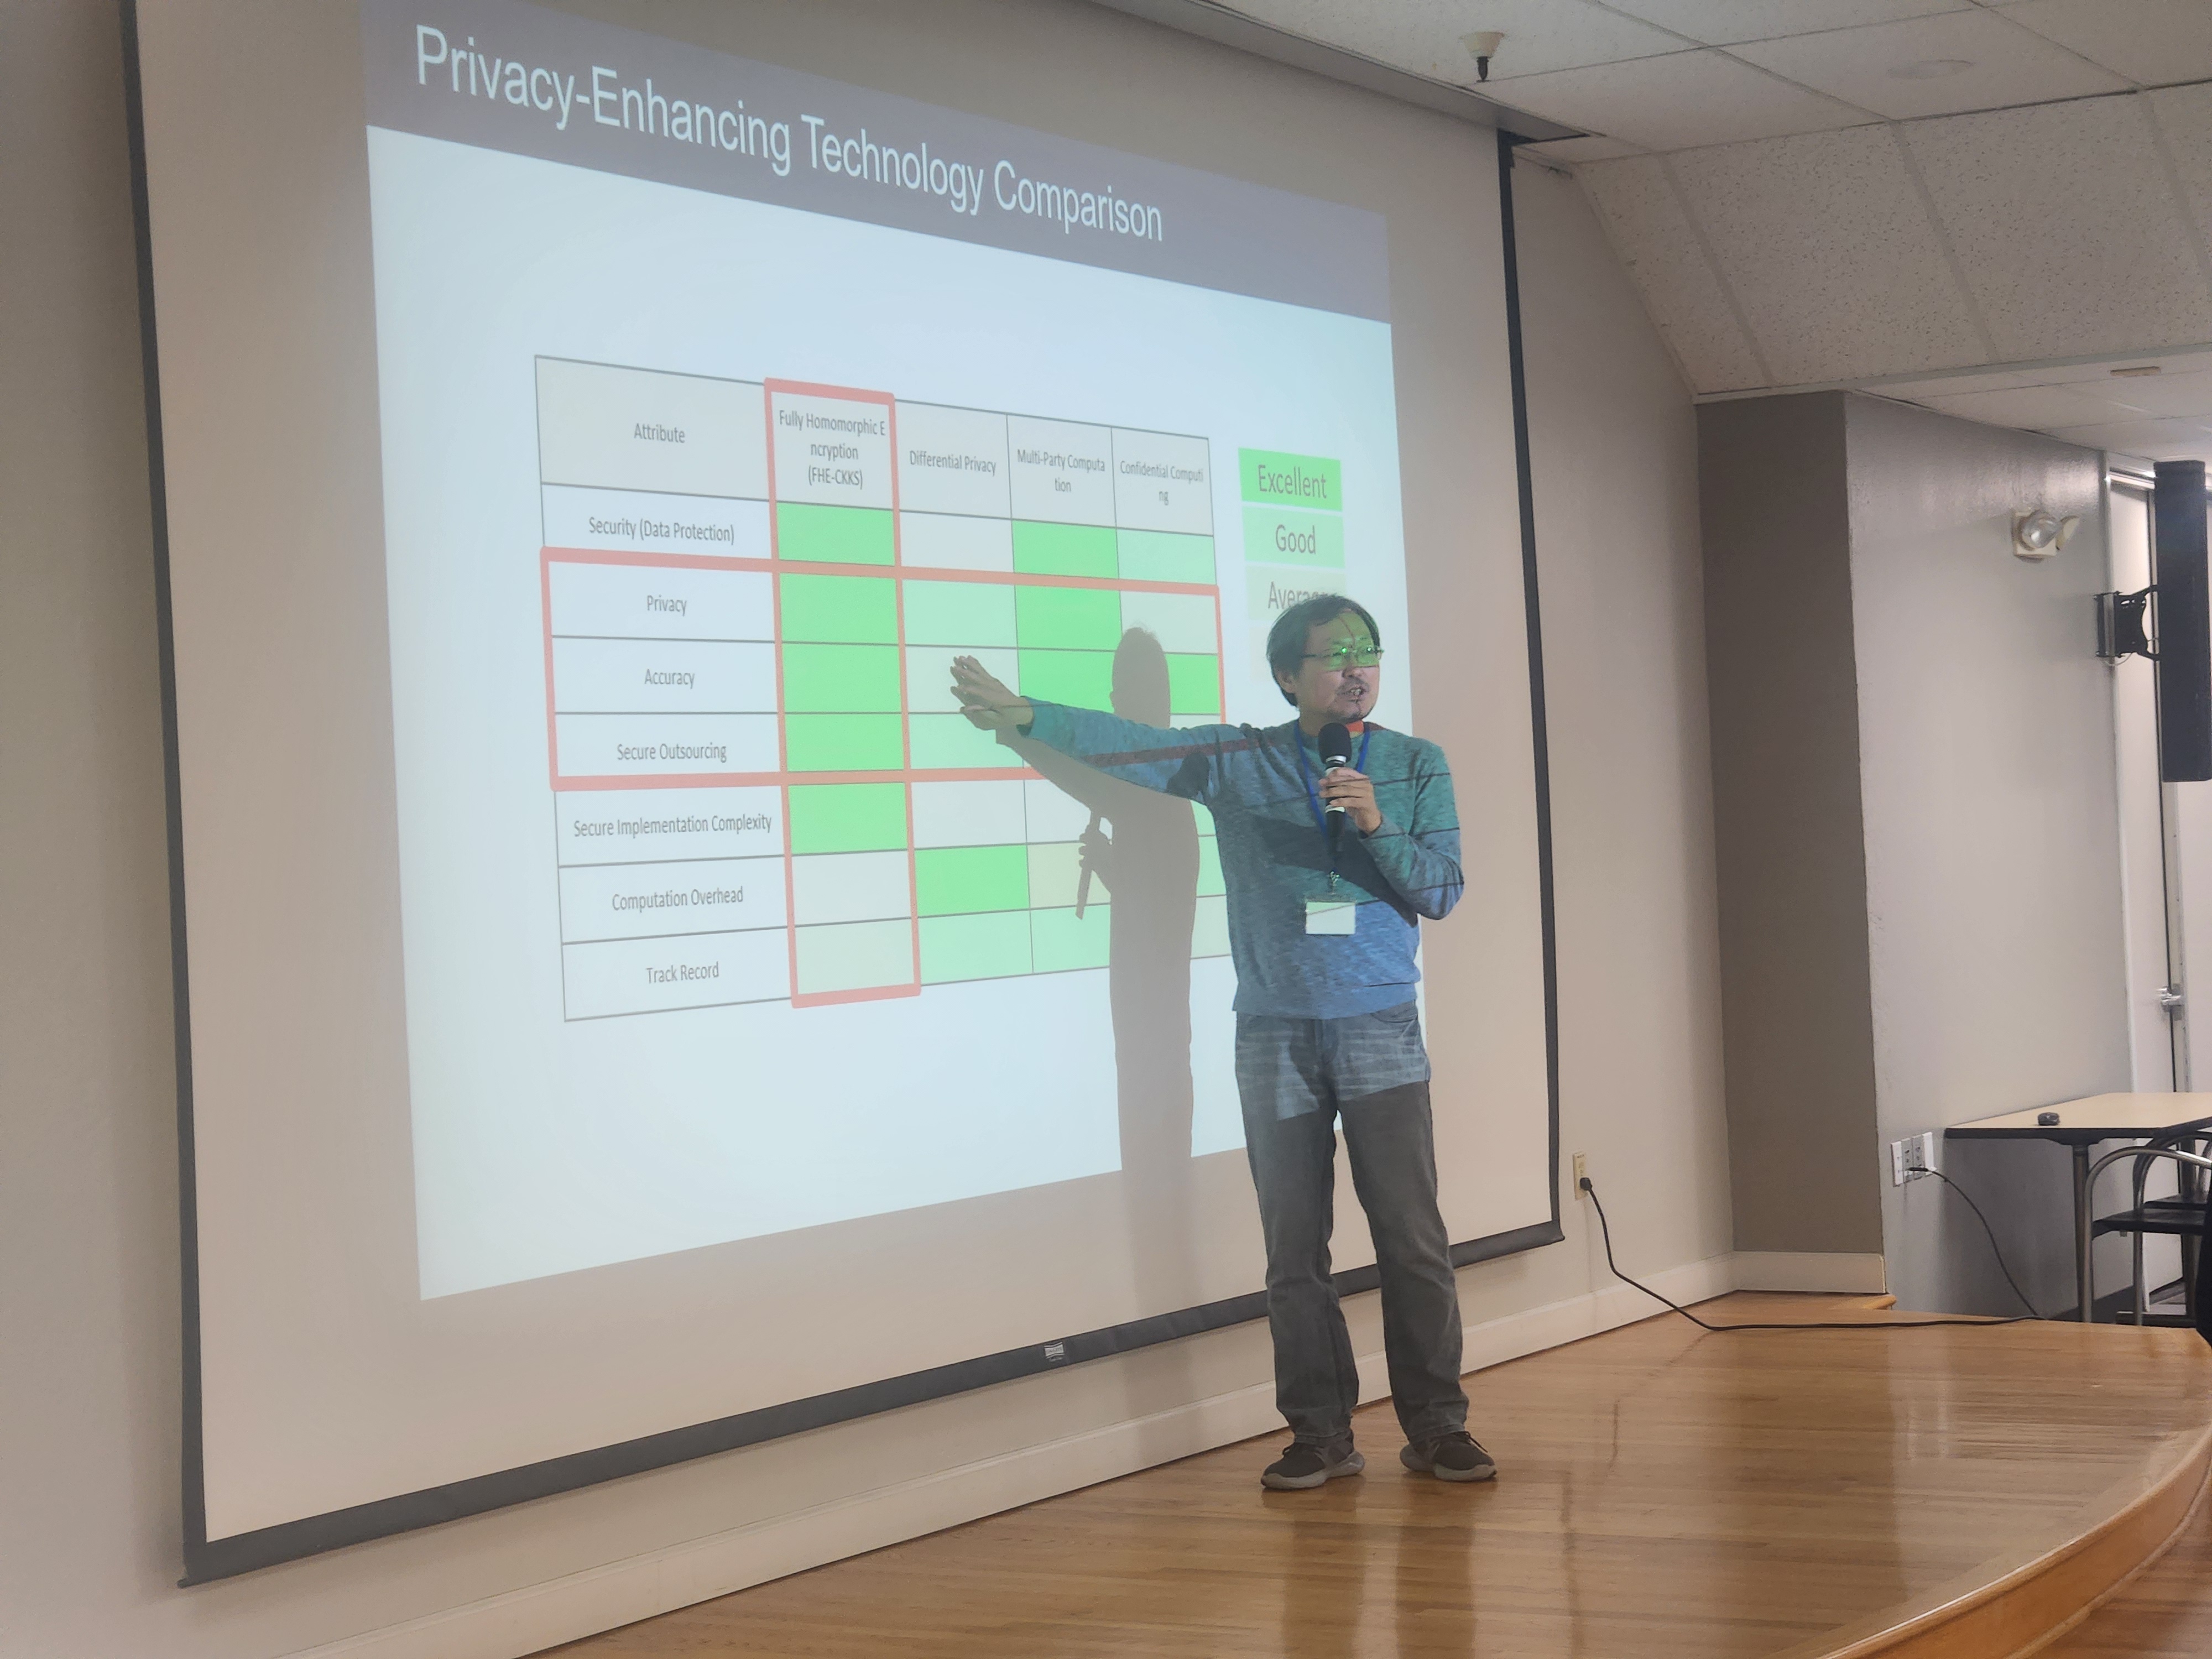 Privacy-Enhancing Technology Comparison
Attribute
Fully Homomorphic E
ncryption
(FHE-CKKS)
Differential Privacy
Multi-Party Computa
tion
Confidential Computi
ng
Security (Data Protection)
Privacy
Accuracy
Secure Outsourcing
Secure Implementation Complexity
Computation Overhead
Track Record
Excellent
Good